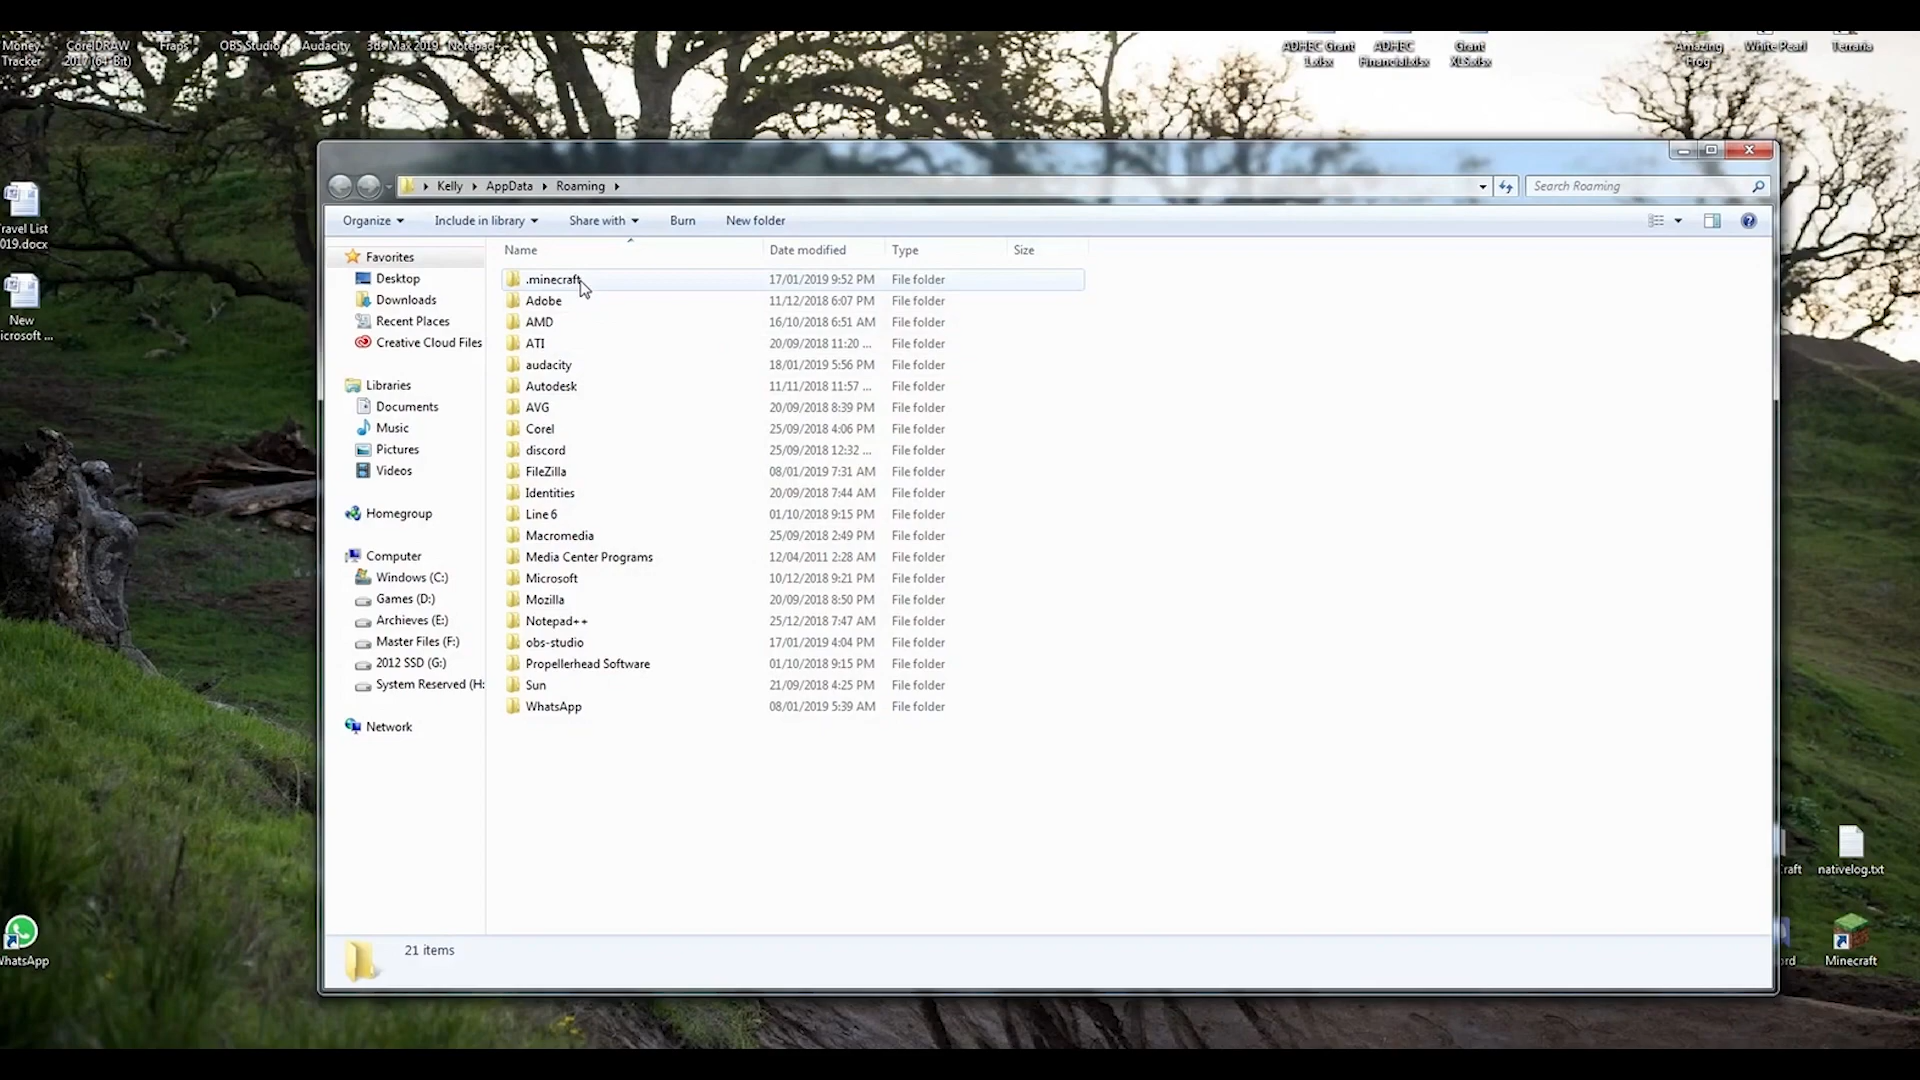 Money
Tracker
CorelDRAW
2017 (64-Bit)
Fraps
OBS Studio
Audacity
3ds Max 2019
Notepad++
ADHEC Grant
1.xlsx
ADHEC
Financial.xlsx
Grant
XLS.xlsx
Amazing
Frog
White Pearl
Terraria
ravel List
019.docx
New
icrosoft ...
WhatsApp
Kelly
AppData
Roaming
Search Roaming
Organize
Include in library
Share with
Burn
New folder
Favorites
Desktop
Downloads
Recent Places
Creative Cloud Files
Libraries
Documents
Music
Pictures
Videos
Homegroup
Computer
Windows (C:)
Games (D:)
Archieves (E:)
Master Files (F:)
2012 SSD (G:)
System Reserved (H:
Network
Name Date modified Type Size
.minecraft 17/01/2019 9:52 PM File folder
Adobe 11/12/2018 6:07 PM File folder
AMD 16/10/2018 6:51 AM File folder
ATI 20/09/2018 11:20 ... File folder
audacity 18/01/2019 5:56 PM File folder
Autodesk 11/11/2018 11:57 ... File folder
AVG 20/09/2018 8:39 PM File folder
Corel 25/09/2018 4:06 PM File folder
discord 25/09/2018 12:32 ... File folder
FileZilla 08/01/2019 7:31 AM File folder
Identities 20/09/2018 7:44 AM File folder
Line 6 01/10/2018 9:15 PM File folder
Macromedia 25/09/2018 2:49 PM File folder
Media Center Programs 12/04/2011 2:28 AM File folder
Microsoft 10/12/2018 9:21 PM File folder
Mozilla 20/09/2018 8:50 PM File folder
Notepad++ 25/12/2018 7:47 AM File folder
obs-studio 17/01/2019 4:04 PM File folder
Propellerhead Software 01/10/2018 9:15 PM File folder
Sun 21/09/2018 4:25 PM File folder
WhatsApp 08/01/2019 5:39 AM File folder
21 items
raft
nativelog.txt
ord
Minecraft